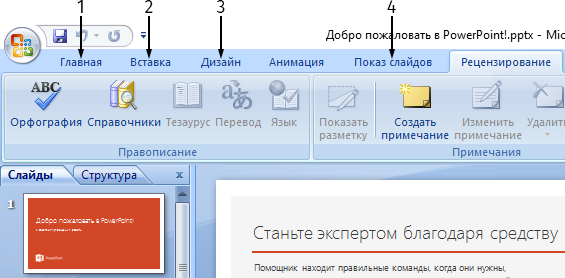 1 2 3 4
Добро пожаловать в PowerPoint!.pptx - Mic
Главная Вставка Дизайн Анимация Показ слайдов Рецензирование
ABC
Орфография Справочники Тезаурус Перевод Язык Показать разметку Создать примечание Изменить примечание Удалить
Правописание Примечания
Слайды Структура x
1
Добро пожаловать в PowerPoint!
PowerPoint
Станьте экспертом благодаря средству
Помощник находит правильные команды, когда они нужны,